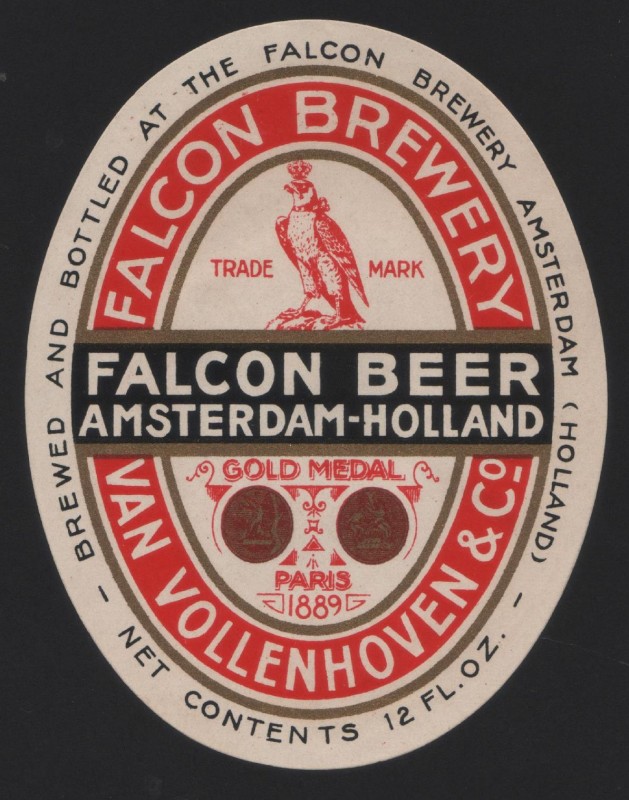 - BREWED AND BOTTLED AT THE FALCON BREWERY AMSTERDAM (HOLLAND) -
FALCON BREWERY
TRADE MARK
FALCON BEER
AMSTERDAM-HOLLAND
GOLD MEDAL
PARIS
1889
VAN VOLLENHOVEN & Co
NET CONTENTS 12 FL.OZ.